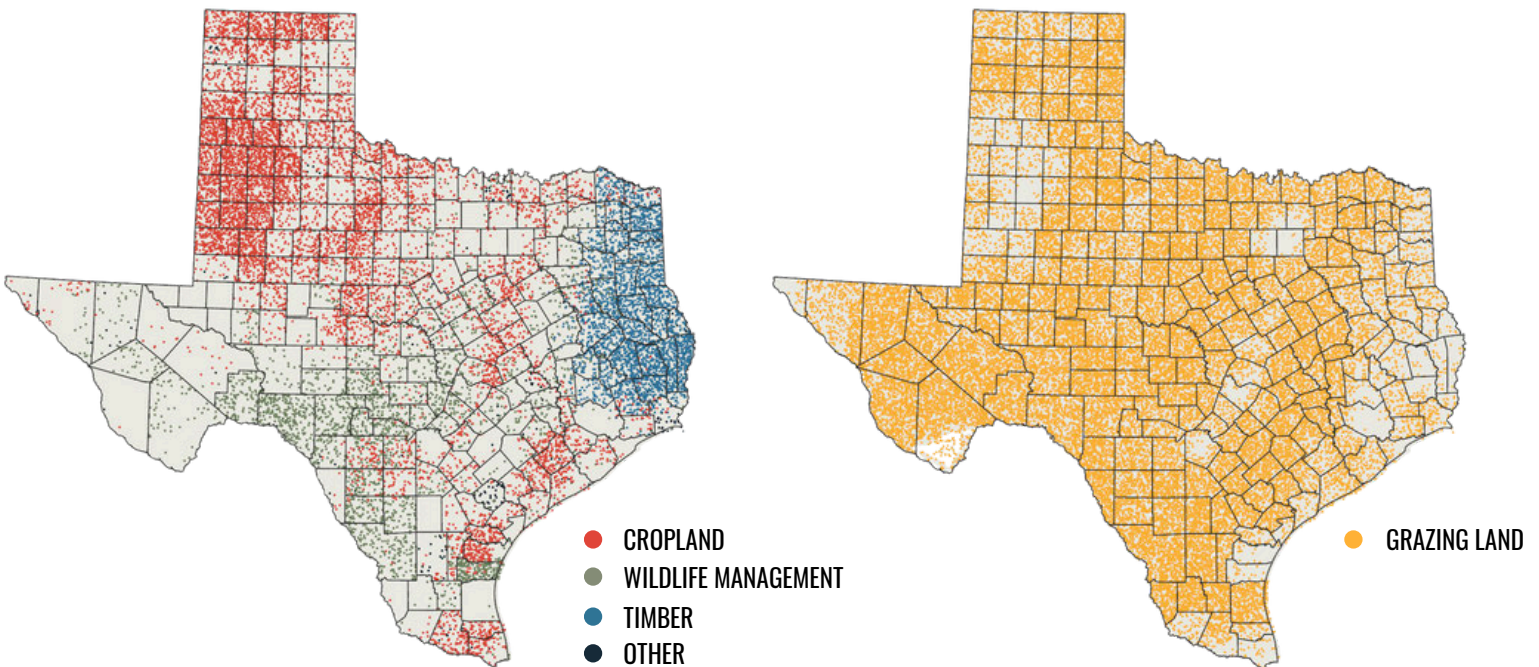 CROPLAND
WILDLIFE MANAGEMENT
TIMBER
OTHER
GRAZING LAND